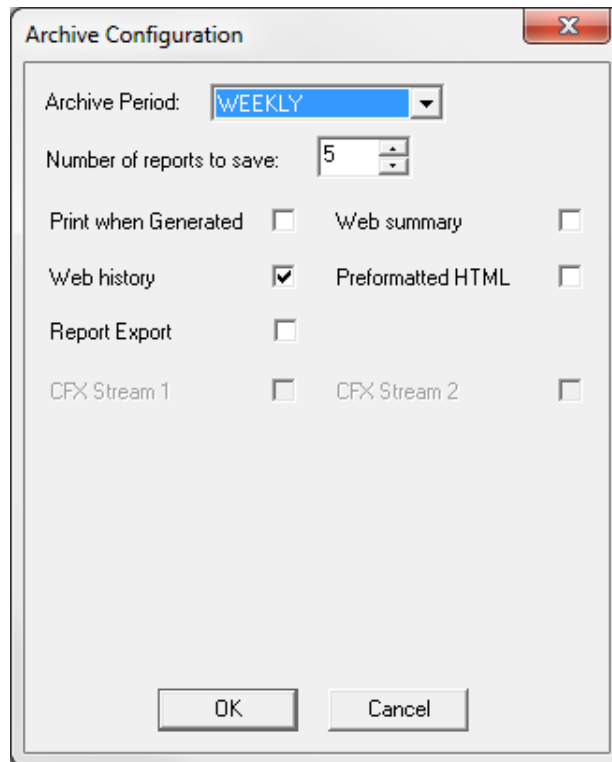 Archive Configuration
Archive Period: WEEKLY
Number of reports to save: 5
Print when Generated Web summary
Web history Preformatted HTML
Report Export
CFX Stream 1 CFX Stream 2
OK Cancel